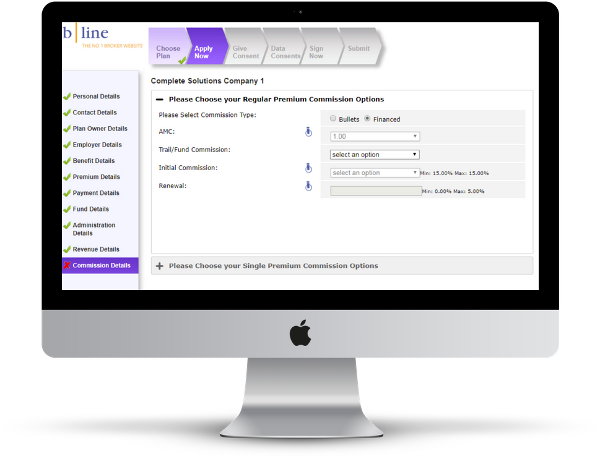 b line
THE NO.1 BROKER WEBSITE
Choose Plan
Apply Now
Give Consent
Data Consents
Sign Now
Submit
Complete Solutions Company 1
Personal Details
Contact Details
Plan Owner Details
Employer Details
Benefit Details
Premium Details
Payment Details
Fund Details
Administration Details
Revenue Details
Commission Details
Please Choose your Regular Premium Commission Options
Please Select Commission Type: Bullets Financed
AMC: 1.00
Trail/Fund Commission: select an option
Initial Commission: select an option Min: 15.00% Max: 15.00%
Renewal: Min: 0.00% Max: 5.00%
Please Choose your Single Premium Commission Options